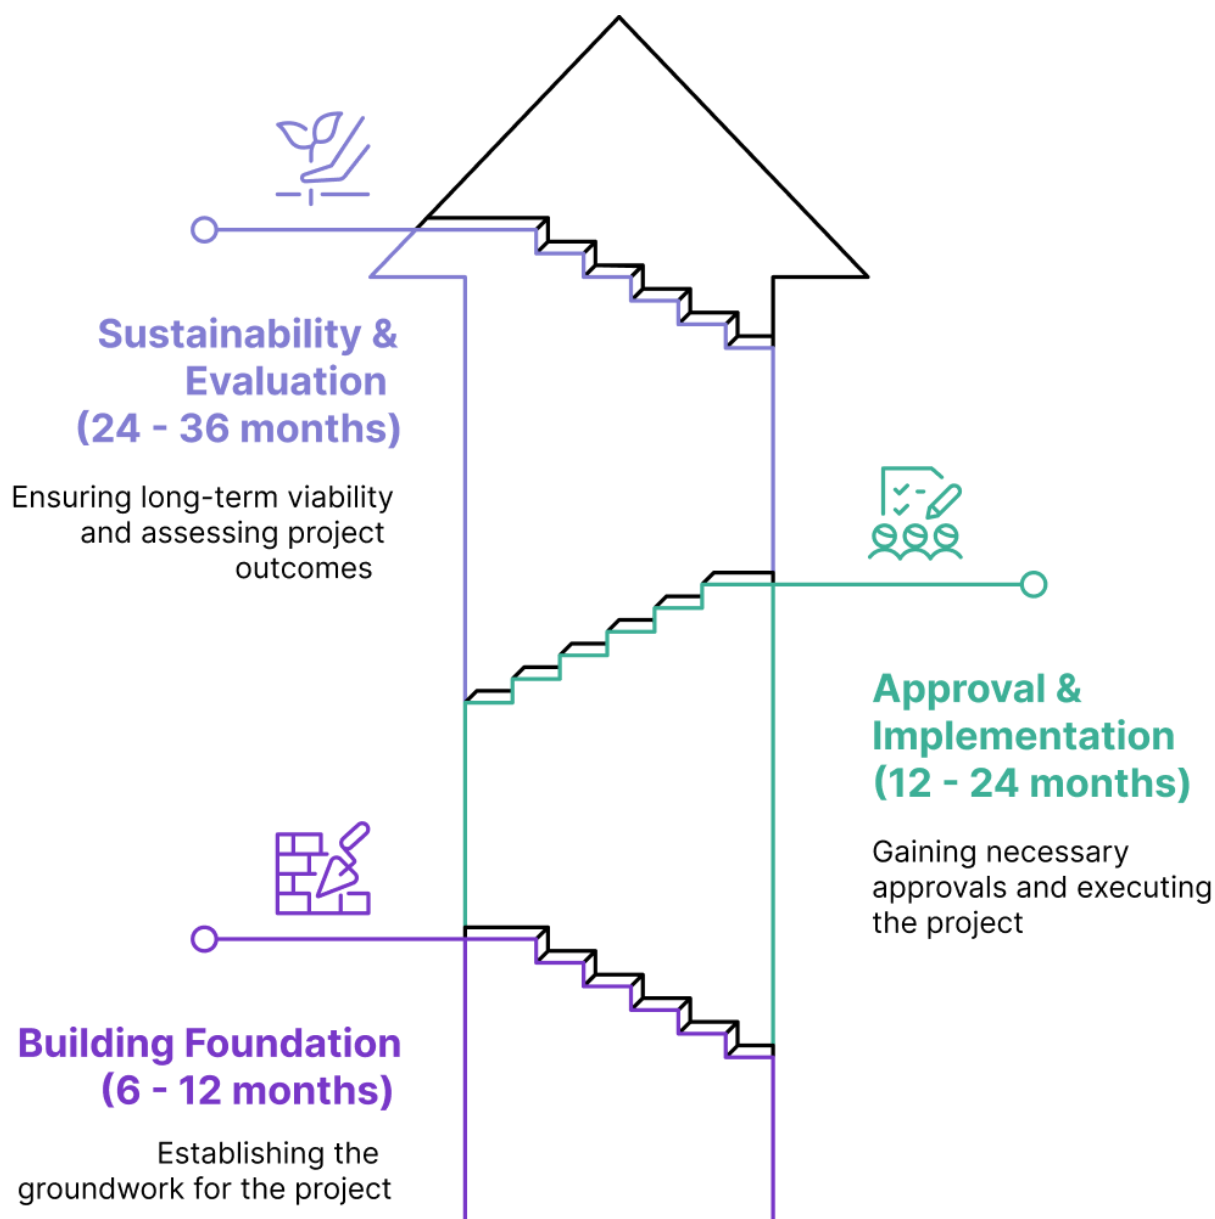 Sustainability &
Evaluation
(24 - 36 months)
Ensuring long-term viability
and assessing project
outcomes
Approval &
Implementation
(12 - 24 months)
Gaining necessary
approvals and executing
the project
Building Foundation
(6 - 12 months)
Establishing the
groundwork for the project